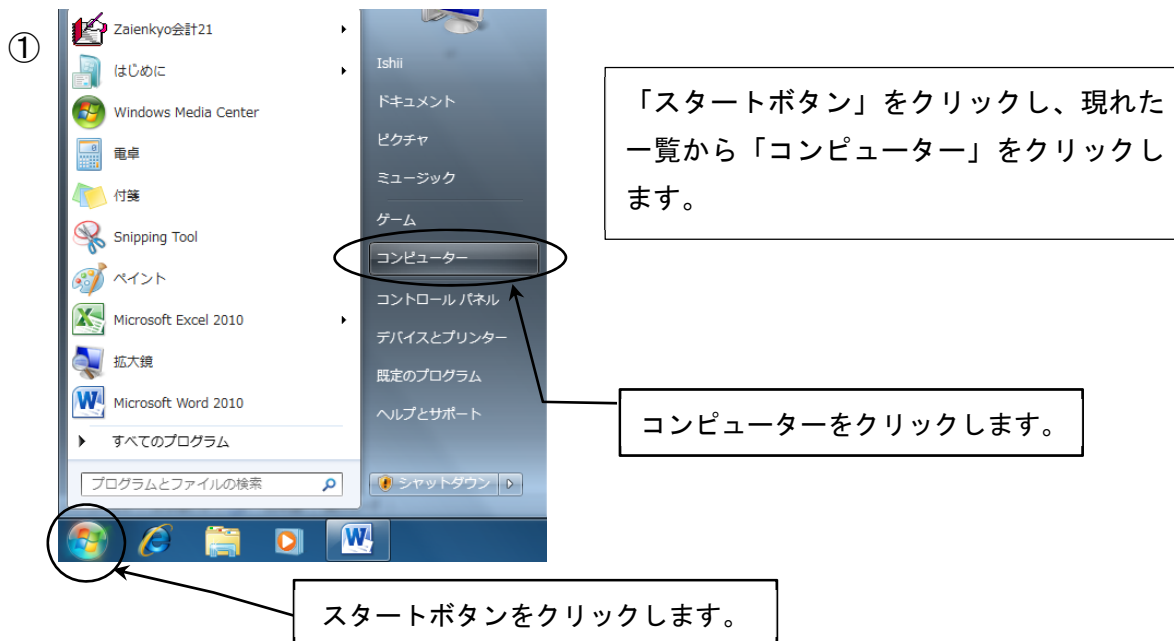 ①
Zaienkyo会計21
はじめに
Windows Media Center
電卓
付箋
Snipping Tool
ペイント
Microsoft Excel 2010
拡大鏡
Microsoft Word 2010
すべてのプログラム
プログラムとファイルの検索
Ishii
ドキュメント
ピクチャ
ミュージック
ゲーム
コンピューター
コントロール パネル
デバイスとプリンター
既定のプログラム
ヘルプとサポート
シャットダウン
「スタートボタン」をクリックし、現れた
一覧から「コンピューター」をクリックし
ます。
コンピューターをクリックします。
スタートボタンをクリックします。